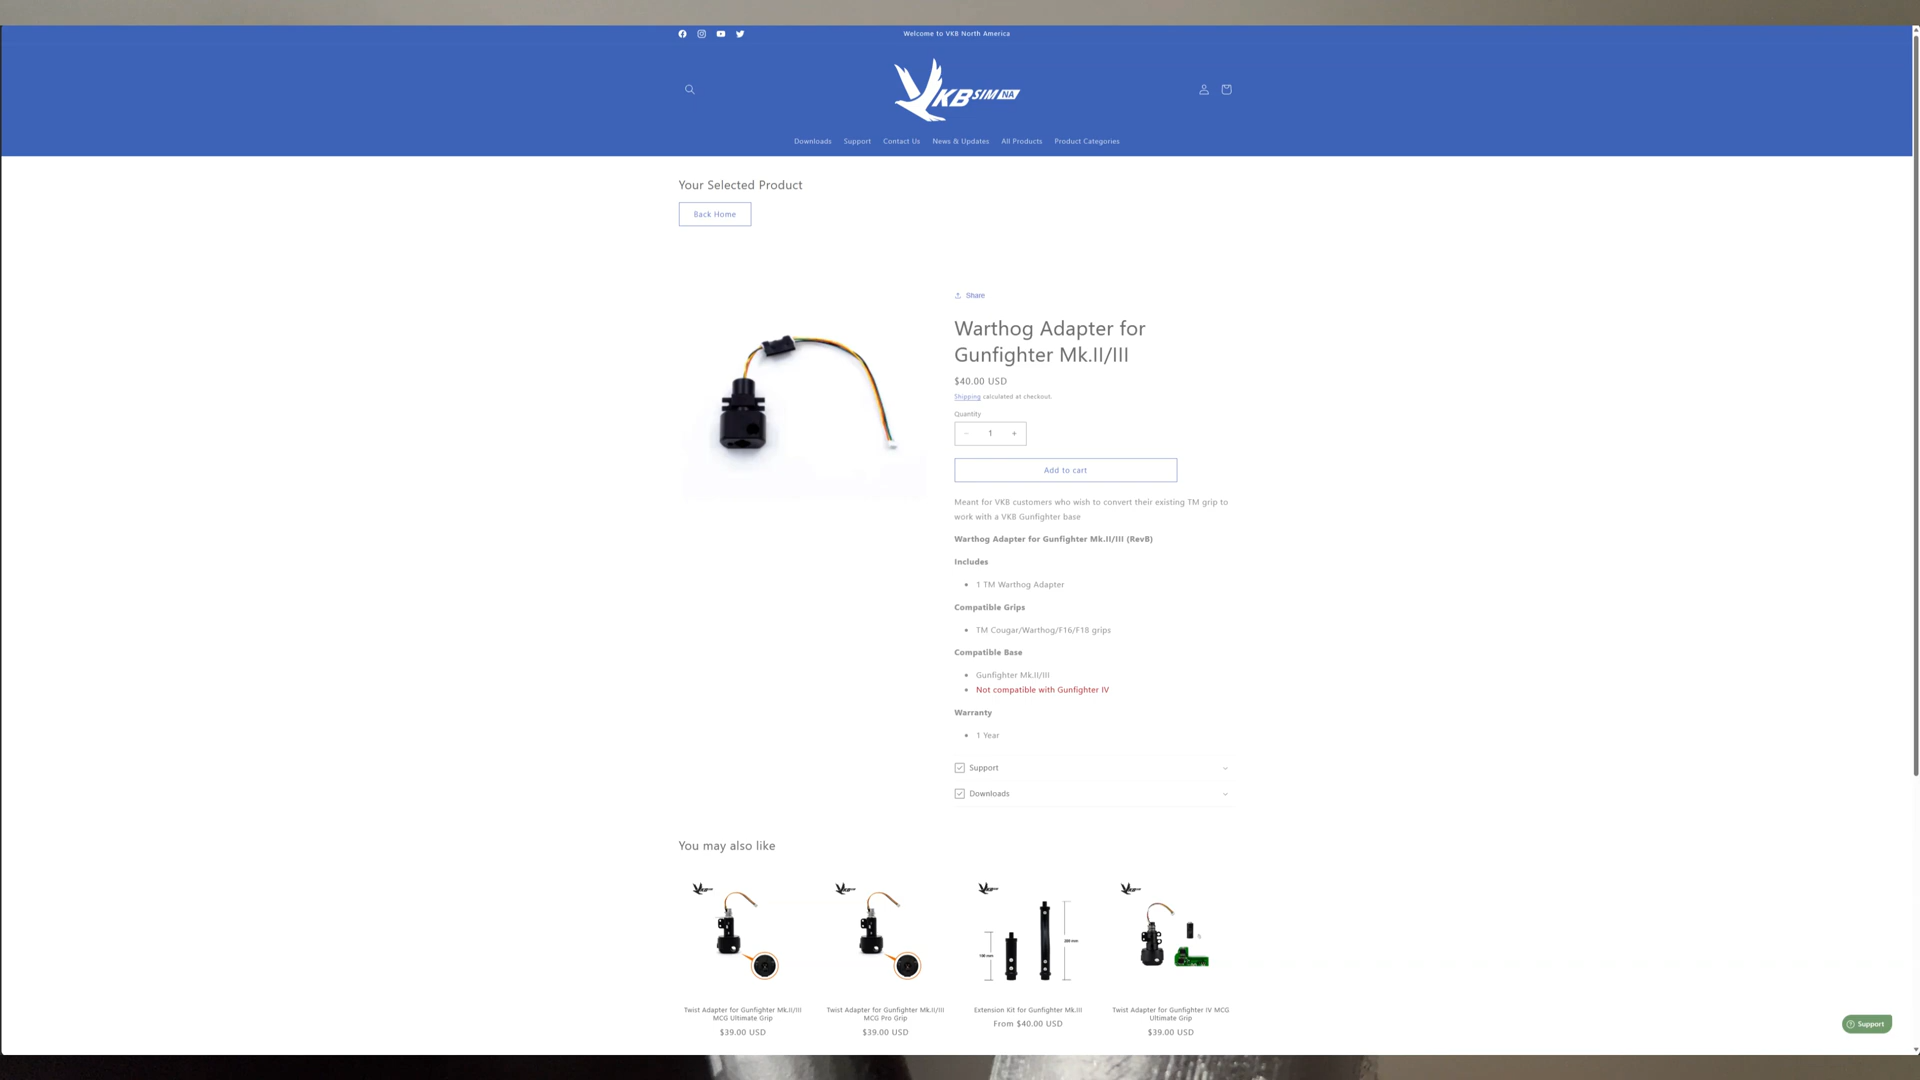 Welcome to VKB North America
VKB SIM NA
Downloads Support Contact Us News & Updates All Products Product Categories
Your Selected Product
Back Home
Share
Warthog Adapter for
Gunfighter Mk.II/III
$40.00 USD
Shipping calculated at checkout.
Quantity
− 1 +
Add to cart
Meant for VKB customers who wish to convert their existing TM grip to
work with a VKB Gunfighter base
Warthog Adapter for Gunfighter Mk.II/III (RevB)
Includes
• 1 TM Warthog Adapter
Compatible Grips
• TM Cougar/Warthog/F16/F18 grips
Compatible Base
• Gunfighter Mk.II/III
• Not compatible with Gunfighter IV
Warranty
• 1 Year
Support
Downloads
You may also like
Twist Adapter for Gunfighter Mk.II/III
MCG Ultimate Grip
$39.00 USD
Twist Adapter for Gunfighter Mk.II/III
MCG Pro Grip
$39.00 USD
200 mm
Extension Kit for Gunfighter Mk.III
From $40.00 USD
Twist Adapter for Gunfighter IV MCG
Ultimate Grip
$39.00 USD
Support